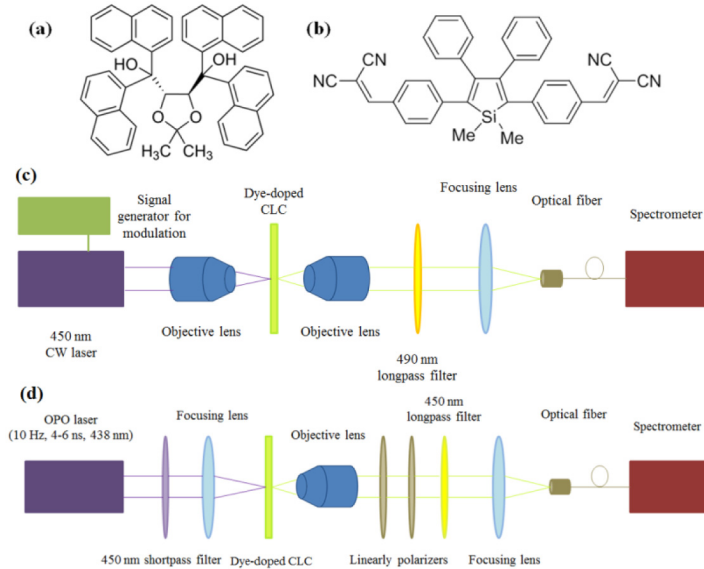 (a)
HO
OH
O
O
H₃C
CH₃
(b)
CN
CN
CN
CN
Si
Me
Me
(c)
Signal
generator for
modulation
Dye-doped
CLC
Focusing lens
Optical fiber
Spectrometer
450 nm
CW laser
Objective lens
Objective lens
490 nm
longpass filter
(d)
OPO laser
(10 Hz, 4-6 ns, 438 nm)
Focusing lens
Objective lens
450 nm
longpass filter
Optical fiber
Spectrometer
450 nm shortpass filter
Dye-doped CLC
Linearly polarizers
Focusing lens